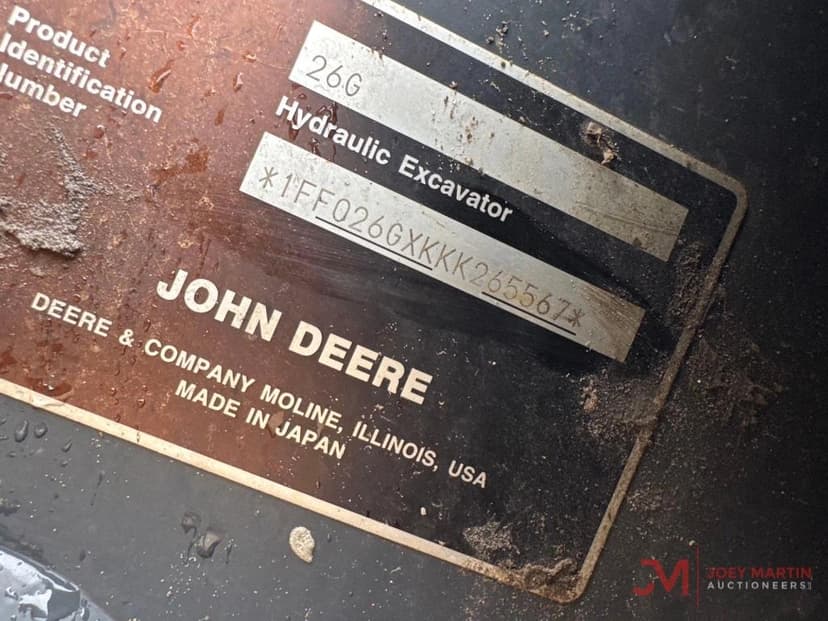 Product
Identification
Number
26G
Hydraulic Excavator
*1FF026GXKKK265567*
JOHN DEERE
DEERE & COMPANY MOLINE, ILLINOIS, USA
MADE IN JAPAN
JM
JOEY MARTIN
AUCTIONEERS